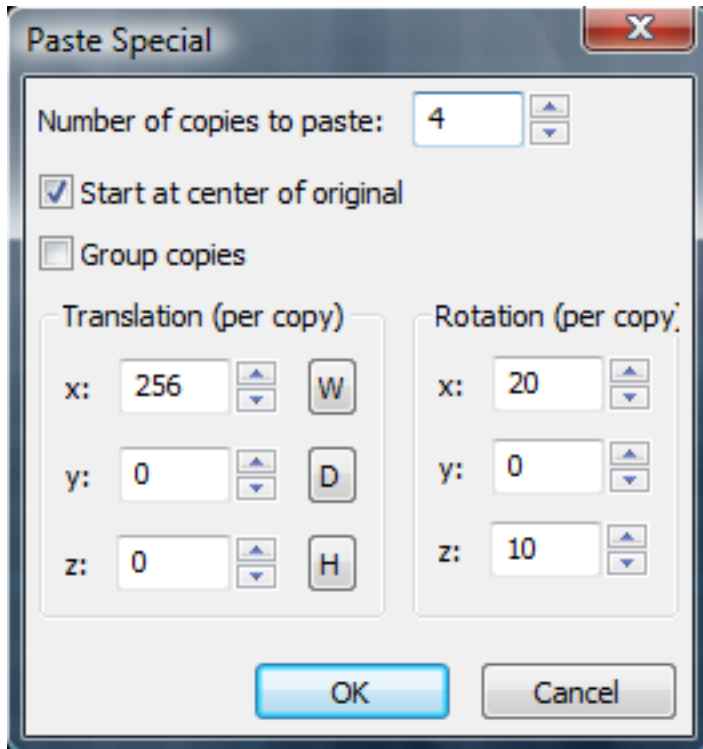 Paste Special
X
Number of copies to paste: 4
Start at center of original
Group copies
Translation (per copy)
x: 256 W
y: 0 D
z: 0 H
Rotation (per copy)
x: 20
y: 0
z: 10
OK
Cancel